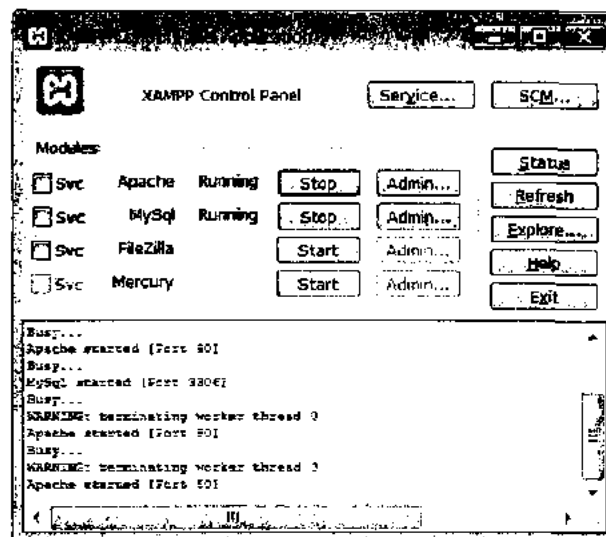 XAMPP Control Panel Service... SCM...
Modules
Svc Apache Running Stop Admin... Status
Svc MySql Running Stop Admin... Refresh
Svc FileZilla Start Admin... Explore...
Svc Mercury Start Admin... Help
Exit
Busy...
Apache started [Port 80]
Busy...
MySql started [Port 3306]
Busy...
WARNING: terminating worker thread 0
Apache started [Port 80]
Busy...
WARNING: terminating worker thread
Apache started [Port 80]